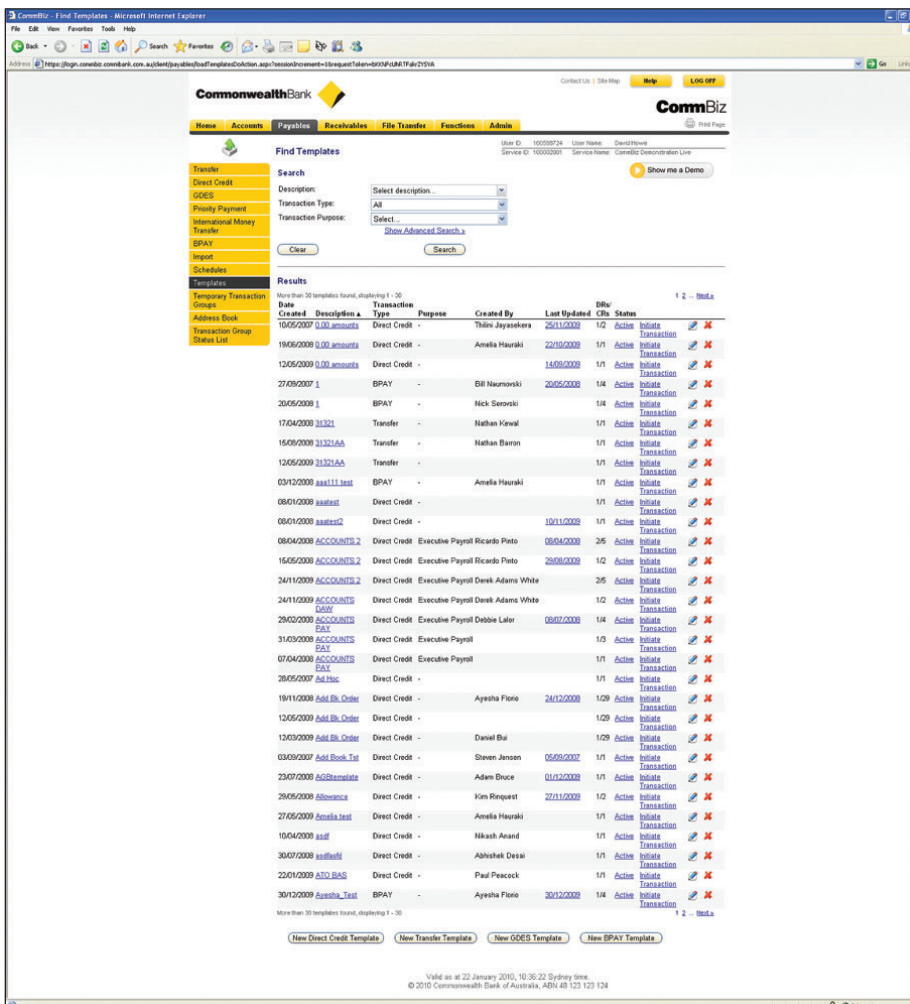 CommBiz - Find Templates - Microsoft Internet Explorer
File Edit View Favorites Tools Help
Back Search Favorites
Address Go Links
Contact Us | Site Map Help LOG OFF
CommonwealthBank
CommBiz
Home Accounts Payables Receivables File Transfer Functions Admin Print Page
User ID: 100588724 User Name: David Howe
Service ID: 100002001 Service Name: CommBiz Demonstration Live
Find Templates
Show me a Demo
Transfer
Direct Credit
GDES
Priority Payment
International Money
Transfer
BPAY
Import
Schedules
Templates
Temporary Transaction
Groups
Address Book
Transaction Group
Status List
Search
Description: Select description...
Transaction Type: All
Transaction Purpose: Select...
Show Advanced Search »
Clear Search
Results
More than 30 templates found, displaying 1 - 30 1 2 ... Next »
Date Created Description ▲ Transaction Type Purpose Created By Last Updated DRs/ CRs Status
10/05/2007 0.00 amounts Direct Credit - Thilini Jayasekera 25/11/2009 1/2 Active Initiate Transaction
19/06/2008 0.00 amounts Direct Credit - Amelia Hauraki 22/10/2009 1/1 Active Initiate Transaction
12/05/2009 0.00 amounts Direct Credit - 14/09/2009 1/1 Active Initiate Transaction
27/09/2007 1 BPAY - Bill Naumovski 20/05/2008 1/4 Active Initiate Transaction
20/05/2008 1 BPAY - Nick Serovski 1/4 Active Initiate Transaction
17/04/2008 31321 Transfer - Nathan Kewal 1/1 Active Initiate Transaction
15/08/2008 31321AA Transfer - Nathan Barron 1/1 Active Initiate Transaction
12/05/2009 31321AA Transfer - 1/1 Active Initiate Transaction
03/12/2008 aaa111 test BPAY - Amelia Hauraki 1/1 Active Initiate Transaction
08/01/2008 aaatest Direct Credit - 1/1 Active Initiate Transaction
08/01/2008 aaatest2 Direct Credit - 10/11/2009 1/1 Active Initiate Transaction
08/04/2008 ACCOUNTS 2 Direct Credit Executive Payroll Ricardo Pinto 08/04/2008 2/5 Active Initiate Transaction
15/05/2008 ACCOUNTS 2 Direct Credit Executive Payroll Ricardo Pinto 29/08/2008 1/2 Active Initiate Transaction
24/11/2009 ACCOUNTS 2 Direct Credit Executive Payroll Derek Adams White 2/5 Active Initiate Transaction
24/11/2009 ACCOUNTS DAW Direct Credit Executive Payroll Derek Adams White 1/2 Active Initiate Transaction
29/02/2008 ACCOUNTS PAY Direct Credit Executive Payroll Debbie Lalor 08/07/2008 1/4 Active Initiate Transaction
31/03/2008 ACCOUNTS PAY Direct Credit Executive Payroll 1/3 Active Initiate Transaction
07/04/2008 ACCOUNTS PAY Direct Credit Executive Payroll 1/1 Active Initiate Transaction
28/05/2007 Ad Hoc Direct Credit - 1/1 Active Initiate Transaction
19/11/2008 Add Bk Order Direct Credit - Ayesha Florio 24/12/2008 1/29 Active Initiate Transaction
12/05/2009 Add Bk Order Direct Credit - 1/29 Active Initiate Transaction
12/03/2009 Add Bk Order Direct Credit - Daniel Bui 1/29 Active Initiate Transaction
03/09/2007 Add Book Tst Direct Credit - Steven Jensen 05/09/2007 1/1 Active Initiate Transaction
23/07/2008 AGBtemplate Direct Credit - Adam Bruce 01/12/2009 1/1 Active Initiate Transaction
29/05/2008 Allowance Direct Credit - Kim Rinquest 27/11/2009 1/2 Active Initiate Transaction
27/05/2009 Amelia test Direct Credit - Amelia Hauraki 1/1 Active Initiate Transaction
10/04/2008 asdf Direct Credit - Nikash Anand 1/1 Active Initiate Transaction
30/07/2008 asdfasfd Direct Credit - Abhishek Desai 1/1 Active Initiate Transaction
22/01/2009 ATO BAS Direct Credit - Paul Peacock 1/1 Active Initiate Transaction
30/12/2009 Ayesha_Test BPAY - Ayesha Florio 30/12/2009 1/4 Active Initiate Transaction
More than 30 templates found, displaying 1 - 30 1 2 ... Next »
New Direct Credit Template New Transfer Template New GDES Template New BPAY Template
Valid as at 22 January 2010, 10:36:22 Sydney time.
© 2010 Commonwealth Bank of Australia, ABN 48 123 123 124